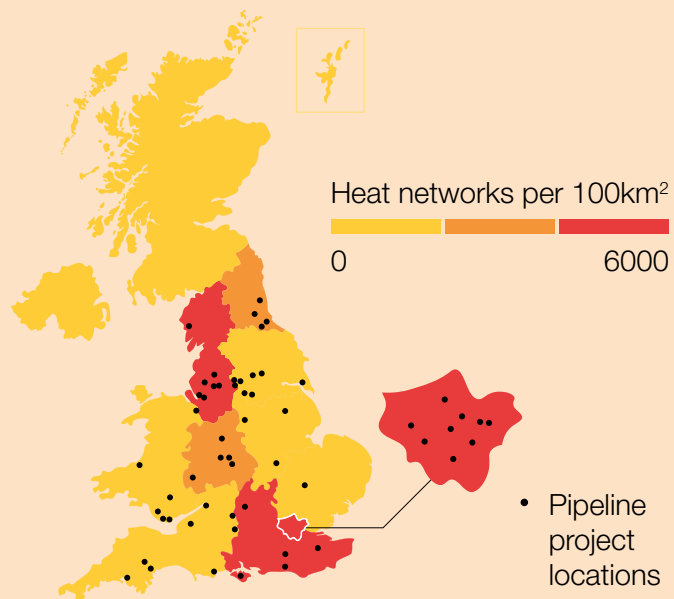 Heat networks per 100km²
0 6000
Pipeline
project
locations